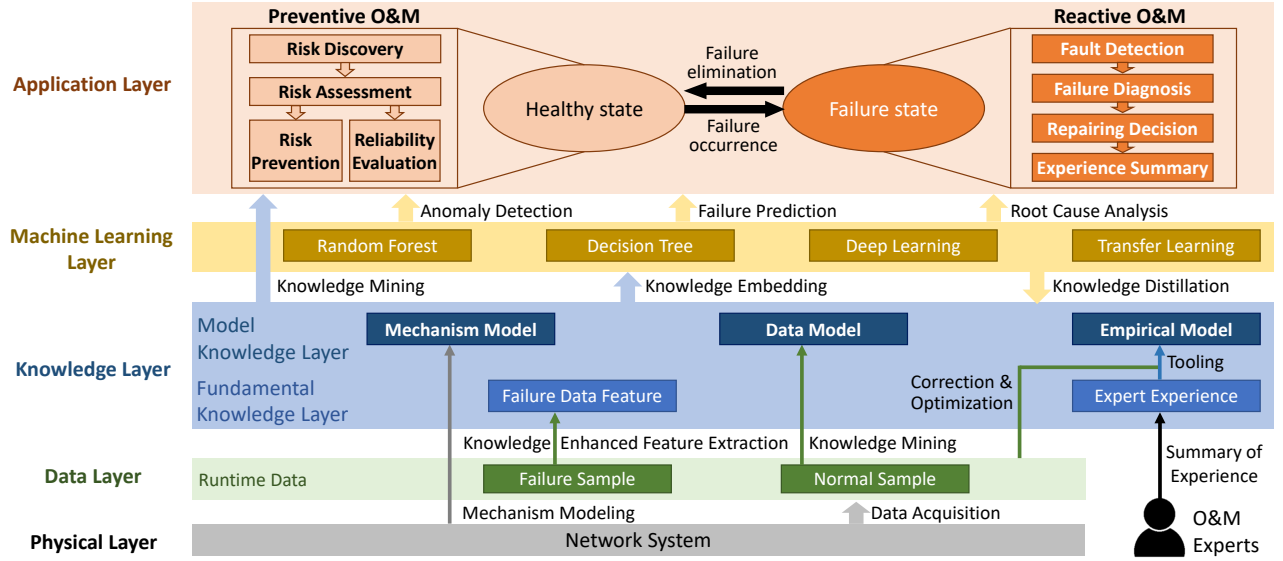 Preventive O&M
Reactive O&M
Application Layer
Risk Discovery
Risk Assessment
Risk
Prevention
Reliability
Evaluation
Healthy state
Failure
elimination
Failure
occurrence
Failure state
Fault Detection
Failure Diagnosis
Repairing Decision
Experience Summary
Anomaly Detection
Failure Prediction
Root Cause Analysis
Machine Learning
Layer
Random Forest
Decision Tree
Deep Learning
Transfer Learning
Knowledge Mining
Knowledge Embedding
Knowledge Distillation
Knowledge Layer
Model
Knowledge Layer
Mechanism Model
Data Model
Empirical Model
Tooling
Fundamental
Knowledge Layer
Failure Data Feature
Correction &
Optimization
Expert Experience
Knowledge Enhanced Feature Extraction
Knowledge Mining
Summary of
Experience
Data Layer
Runtime Data
Failure Sample
Normal Sample
Mechanism Modeling
Data Acquisition
O&M
Experts
Physical Layer
Network System